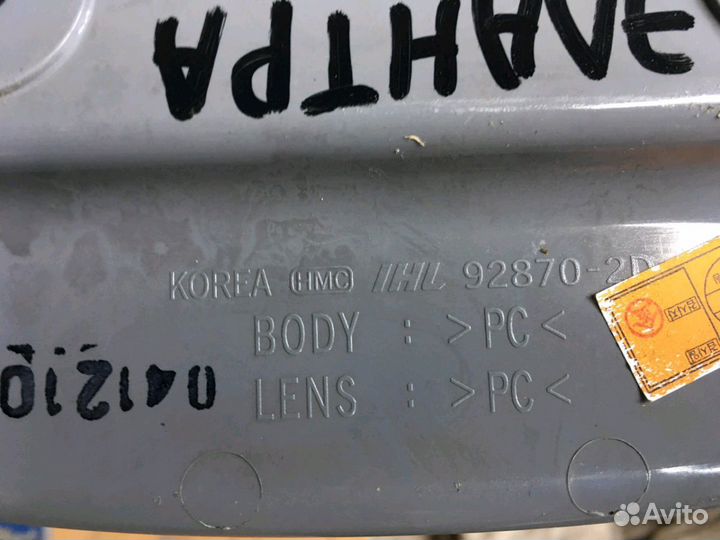 ЭЛАНТРА
KOREA HMC IHL 92870-2D
BODY : >PC<
LENS : >PC<
041210
Avito